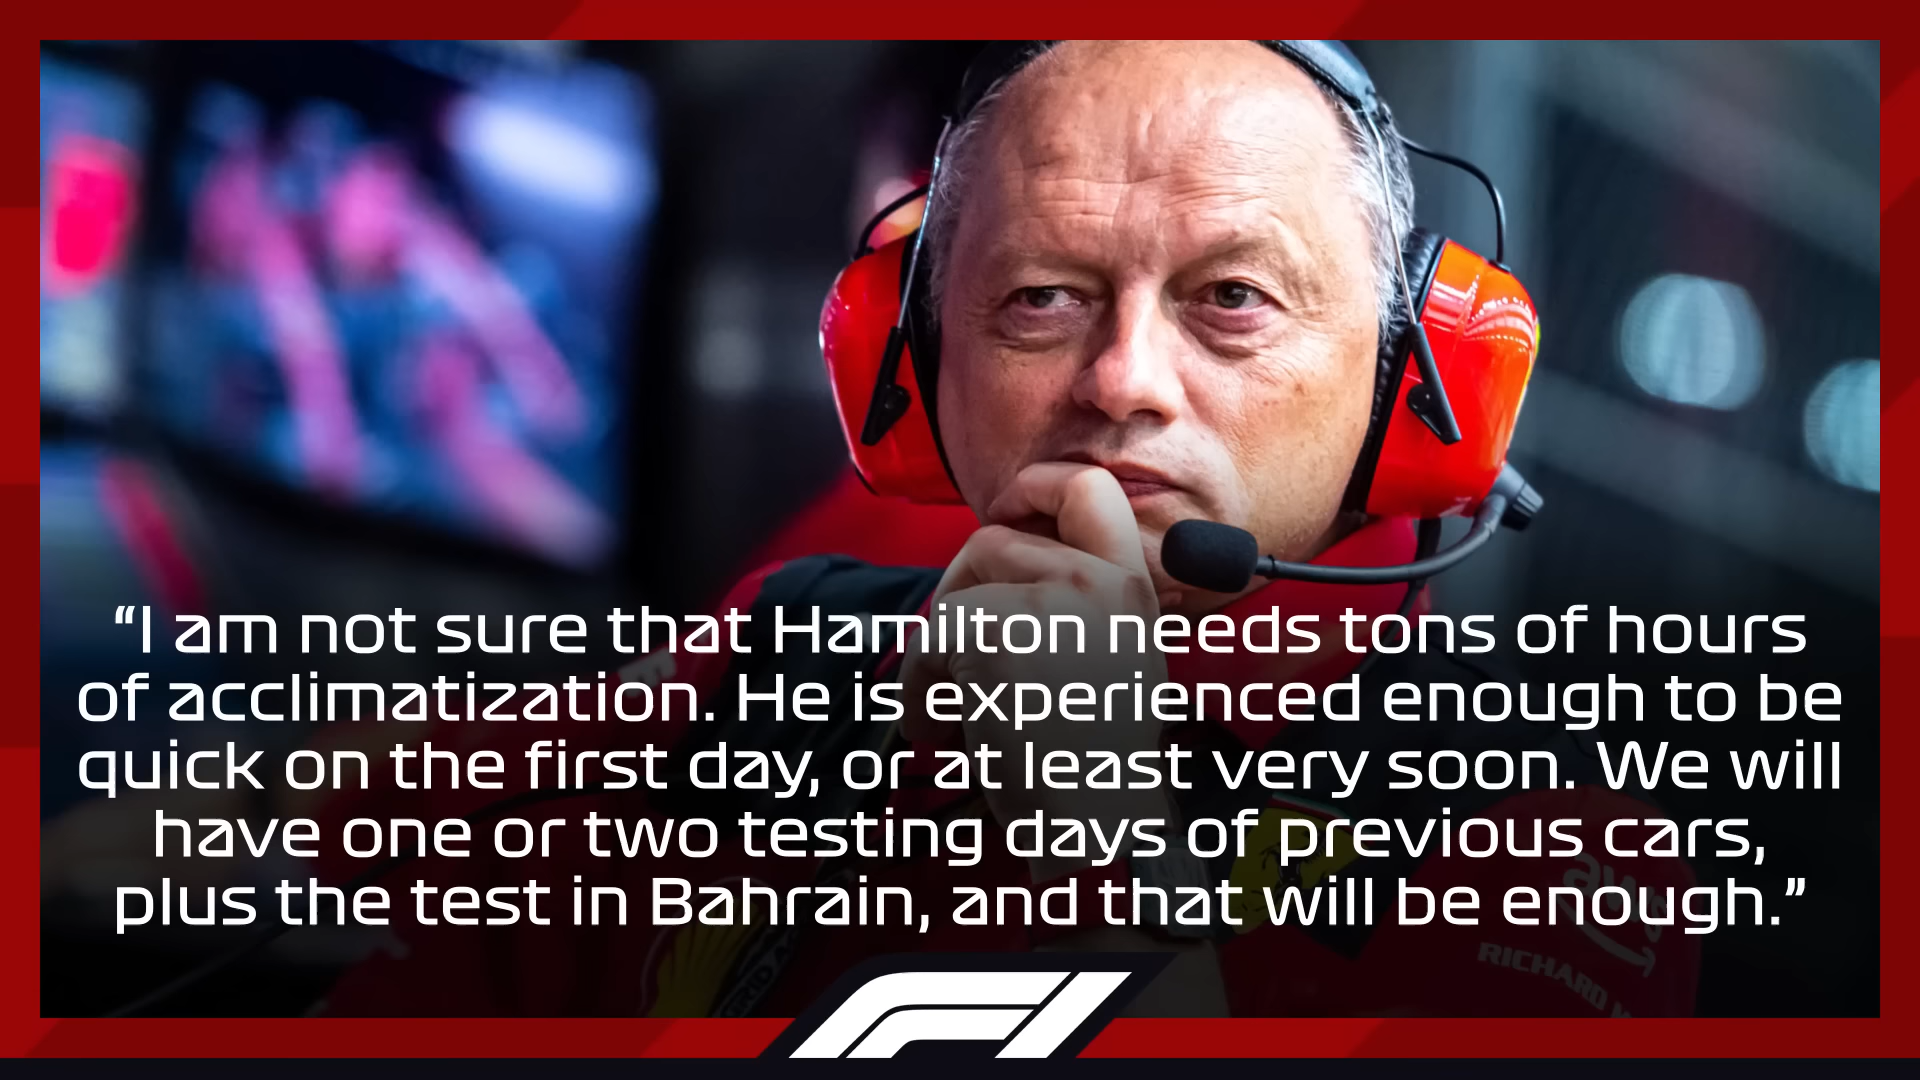 “I am not sure that Hamilton needs tons of hours
of acclimatization. He is experienced enough to be
quick on the first day, or at least very soon. We will
have one or two testing days of previous cars,
plus the test in Bahrain, and that will be enough.”
RICHARD
F1